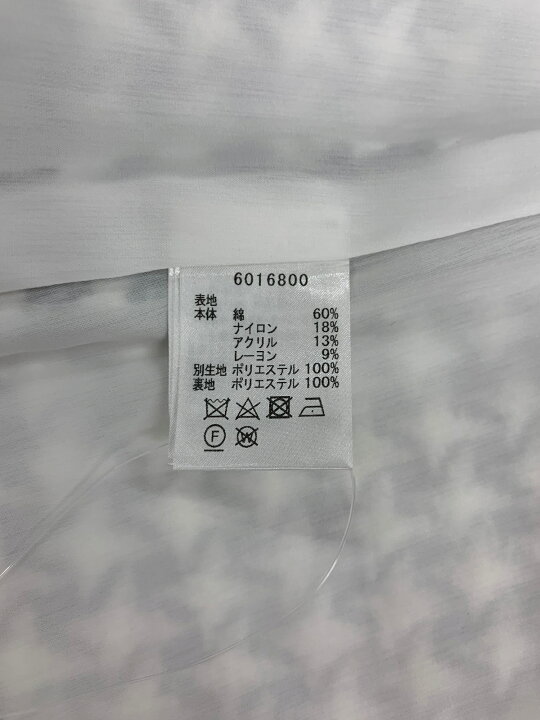 6016800
表地
本体 綿 60%
ナイロン 18%
アクリル 13%
レーヨン 9%
別生地 ポリエステル 100%
裏地 ポリエステル 100%
F W